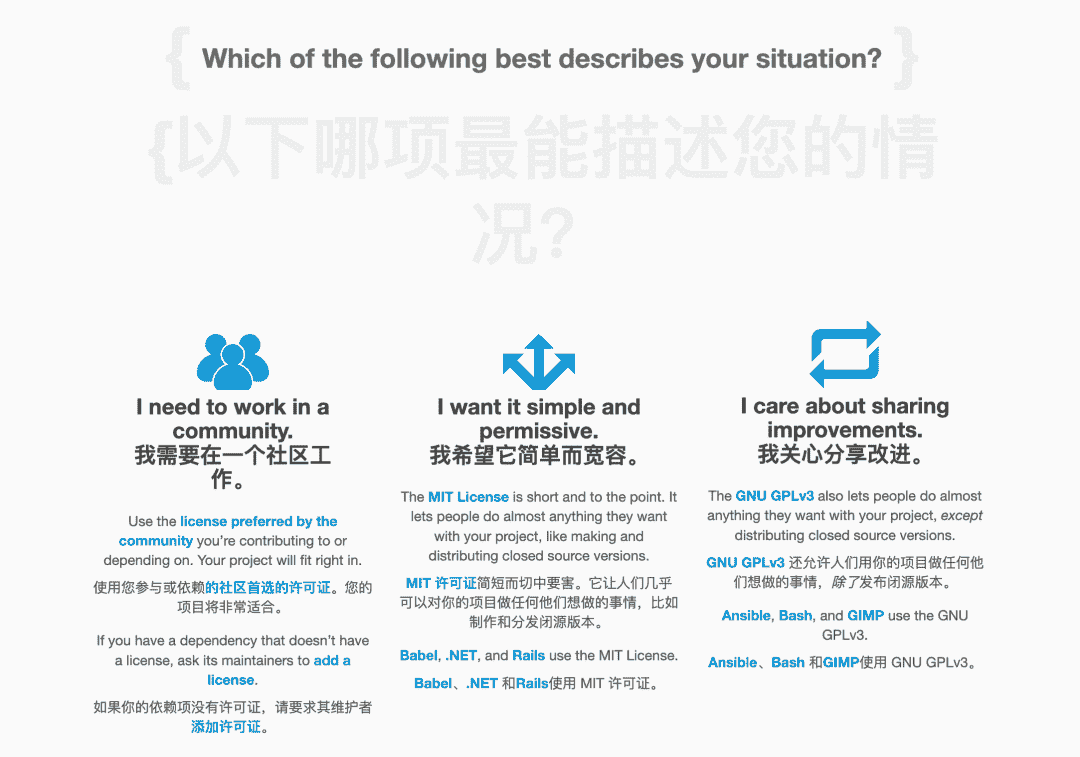 { Which of the following best describes your situation? }
{以下哪项最能描述您的情
况?
I need to work in a
community.
我需要在一个社区工
作。
Use the license preferred by the
community you’re contributing to or
depending on. Your project will fit right in.
使用您参与或依赖的社区首选的许可证。您的
项目将非常适合。
If you have a dependency that doesn’t have
a license, ask its maintainers to add a
license.
如果你的依赖项没有许可证，请要求其维护者
添加许可证。
I want it simple and
permissive.
我希望它简单而宽容。
The MIT License is short and to the point. It
lets people do almost anything they want
with your project, like making and
distributing closed source versions.
MIT 许可证简短而切中要害。它让人们几乎
可以对你的项目做任何他们想做的事情，比如
制作和分发闭源版本。
Babel, .NET, and Rails use the MIT License.
Babel、.NET 和Rails使用 MIT 许可证。
I care about sharing
improvements.
我关心分享改进。
The GNU GPLv3 also lets people do almost
anything they want with your project, except
distributing closed source versions.
GNU GPLv3 还允许人们用你的项目做任何他
们想做的事情，除了发布闭源版本。
Ansible, Bash, and GIMP use the GNU
GPLv3.
Ansible、Bash 和GIMP使用 GNU GPLv3。